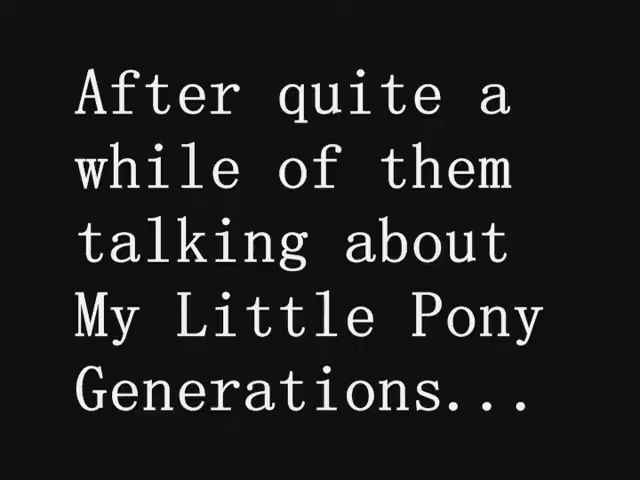 After quite a
while of them
talking about
My Little Pony
Generations...